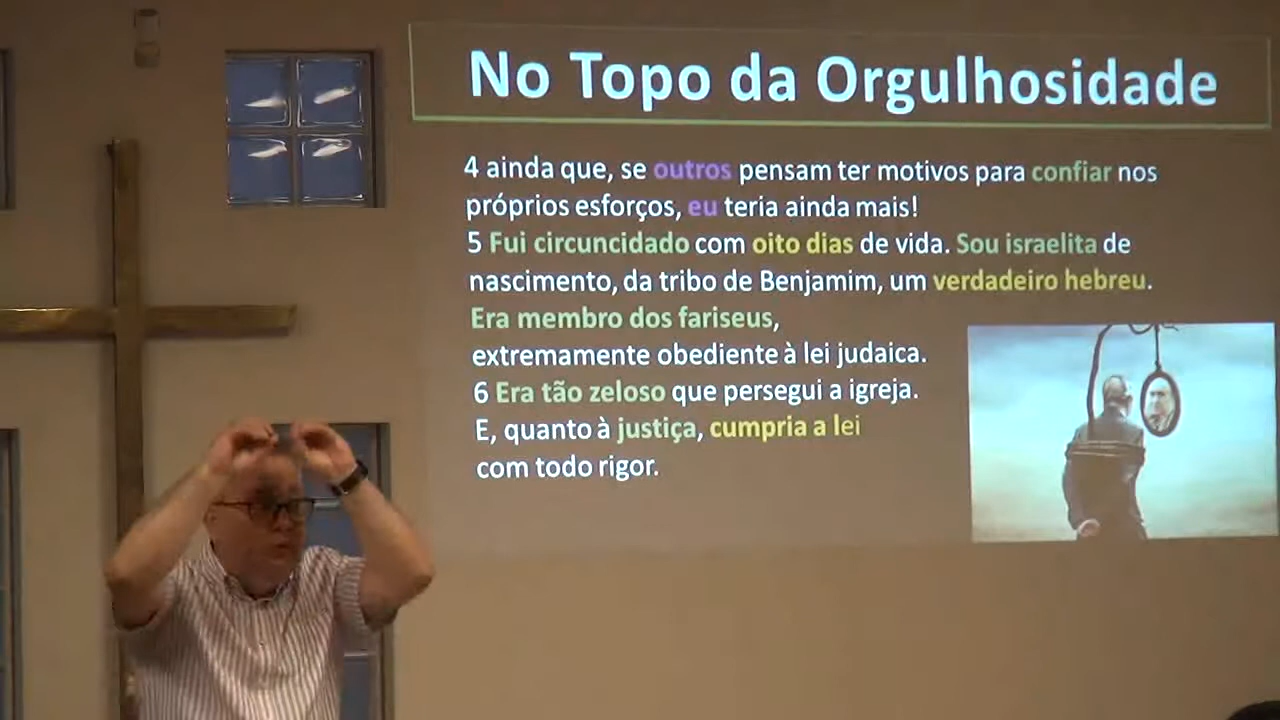 No Topo da Orgulhosidade
4 ainda que, se outros pensam ter motivos para confiar nos
próprios esforços, eu teria ainda mais!
5 Fui circuncidado com oito dias de vida. Sou israelita de
nascimento, da tribo de Benjamim, um verdadeiro hebreu.
Era membro dos fariseus,
extremamente obediente à lei judaica.
6 Era tão zeloso que persegui a igreja.
E, quanto à justiça, cumpria a lei
com todo rigor.